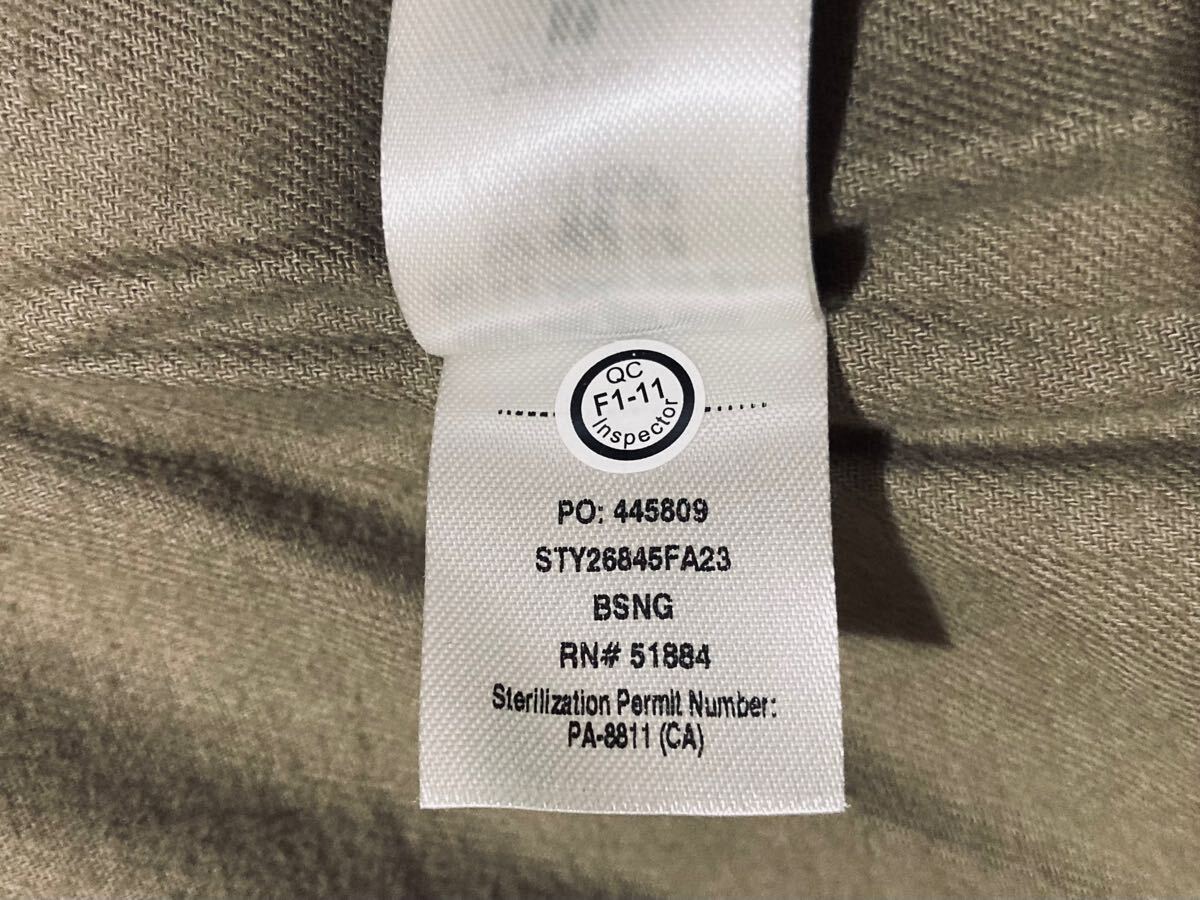 QC
F1-11
Inspector
PO: 445809
STY26845FA23
BSNG
RN# 51884
Sterilization Permit Number:
PA-8811 (CA)